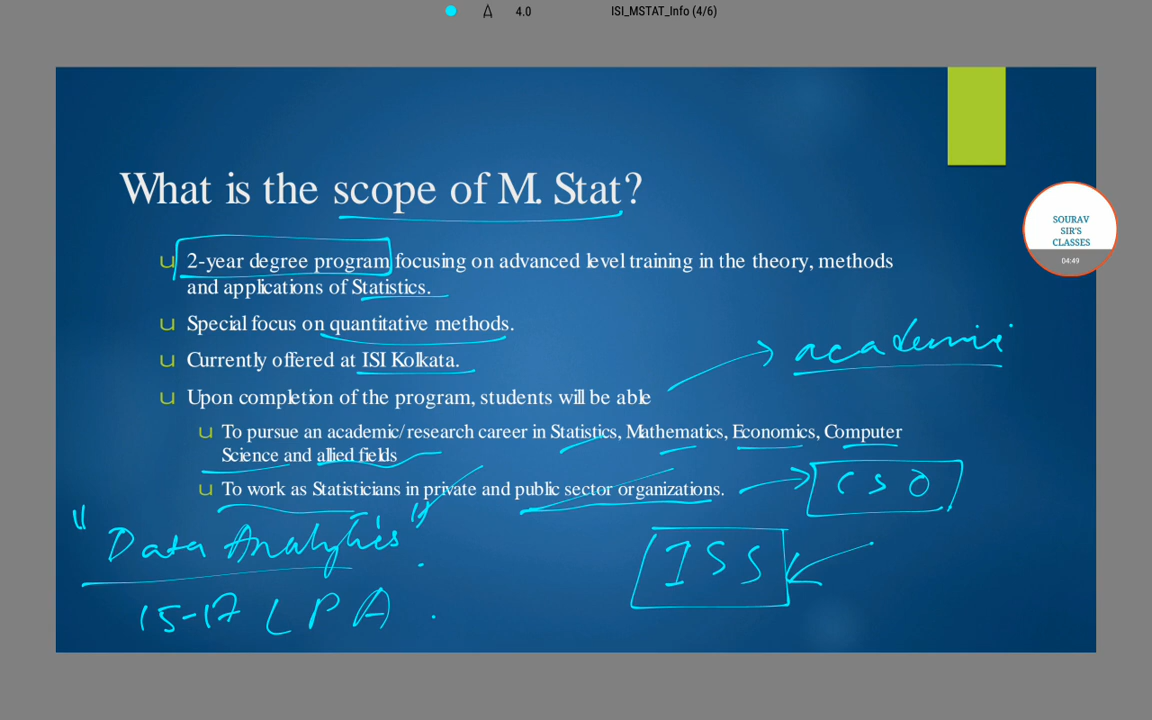 4.0 ISI_MSTAT_Info (4/6)
What is the scope of M. Stat?
2-year degree program focusing on advanced level training in the theory, methods
and applications of Statistics.
Special focus on quantitative methods.
Currently offered at ISI Kolkata.
Upon completion of the program, students will be able
To pursue an academic/research career in Statistics, Mathematics, Economics, Computer
Science and allied fields
To work as Statisticians in private and public sector organizations.
academic
CSO
"Data Analytics"
ISS
15-17 LPA.
SOURAV
SIR'S
CLASSES
04:49